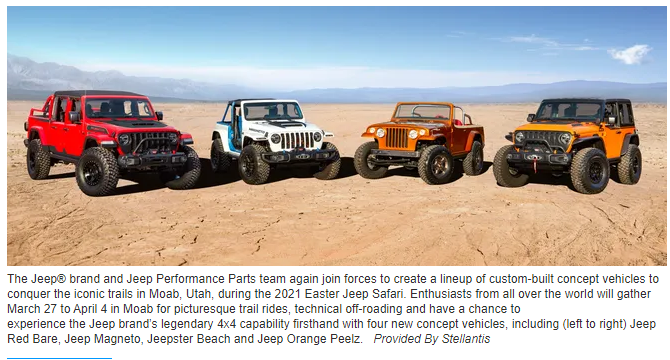 The Jeep® brand and Jeep Performance Parts team again join forces to create a lineup of custom-built concept vehicles to
conquer the iconic trails in Moab, Utah, during the 2021 Easter Jeep Safari. Enthusiasts from all over the world will gather
March 27 to April 4 in Moab for picturesque trail rides, technical off-roading and have a chance to
experience the Jeep brand's legendary 4x4 capability firsthand with four new concept vehicles, including (left to right) Jeep
Red Bare, Jeep Magneto, Jeepster Beach and Jeep Orange Peelz. Provided By Stellantis